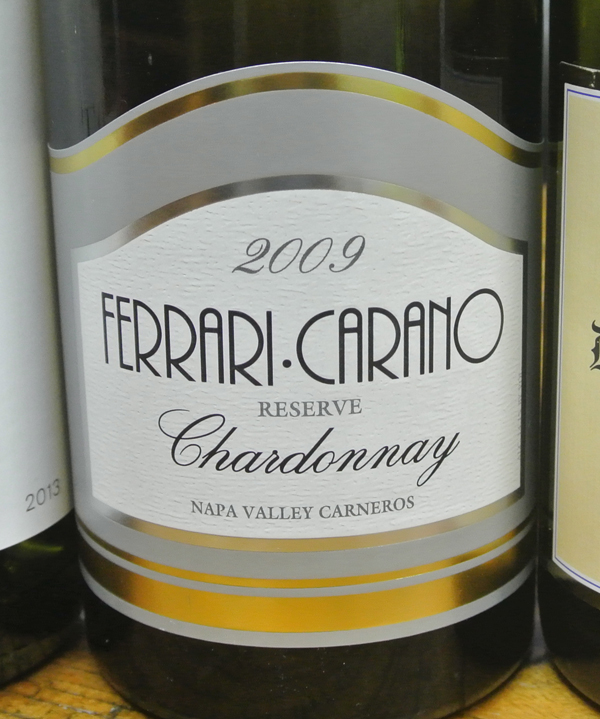 2009
FERRARI·CARANO
RESERVE
Chardonnay
NAPA VALLEY CARNEROS
2013